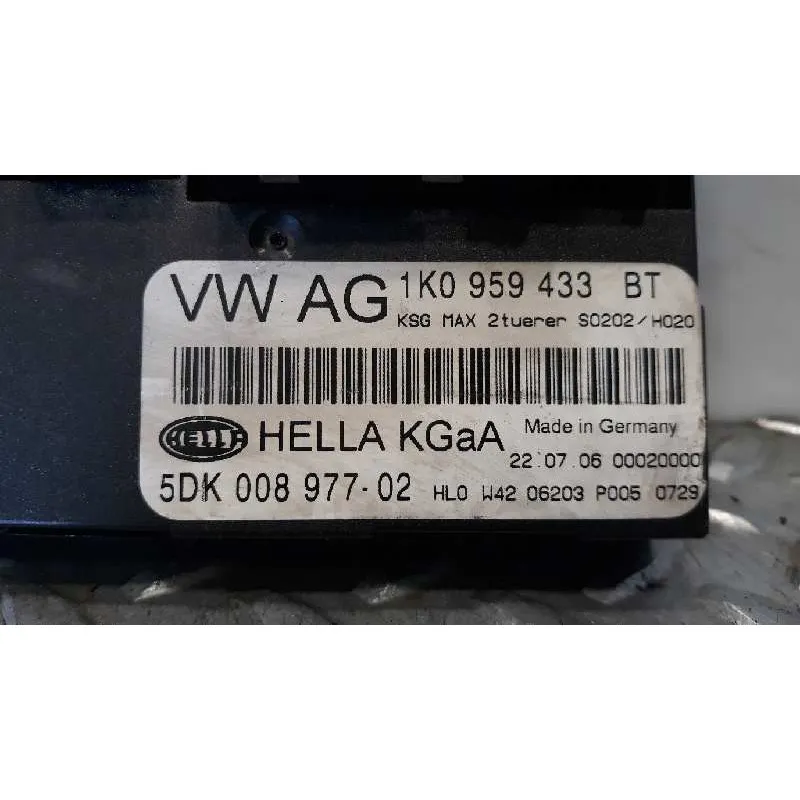 VW AG 1K0 959 433 BT
KSG MAX 2tuerer S0202/H020
HELLA HELLA KGaA Made in Germany
22.07.06 00020000
5DK 008 977-02 HL0 W42 06203 P005 0729